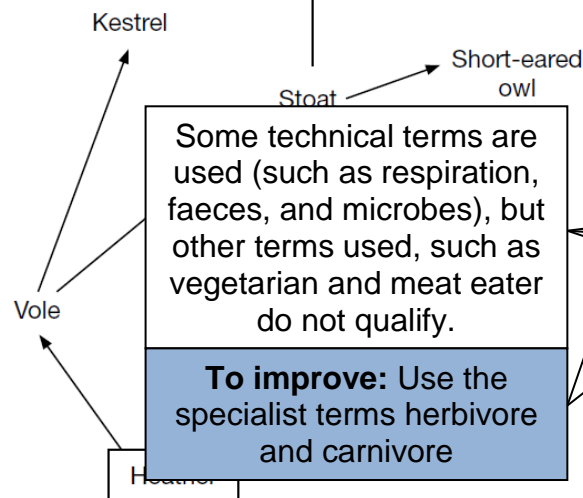 Kestrel
Short-eared
owl
Stoat
Some technical terms are
used (such as respiration,
faeces, and microbes), but
other terms used, such as
vegetarian and meat eater
do not qualify.
Vole
To improve: Use the
specialist terms herbivore
and carnivore
Heather